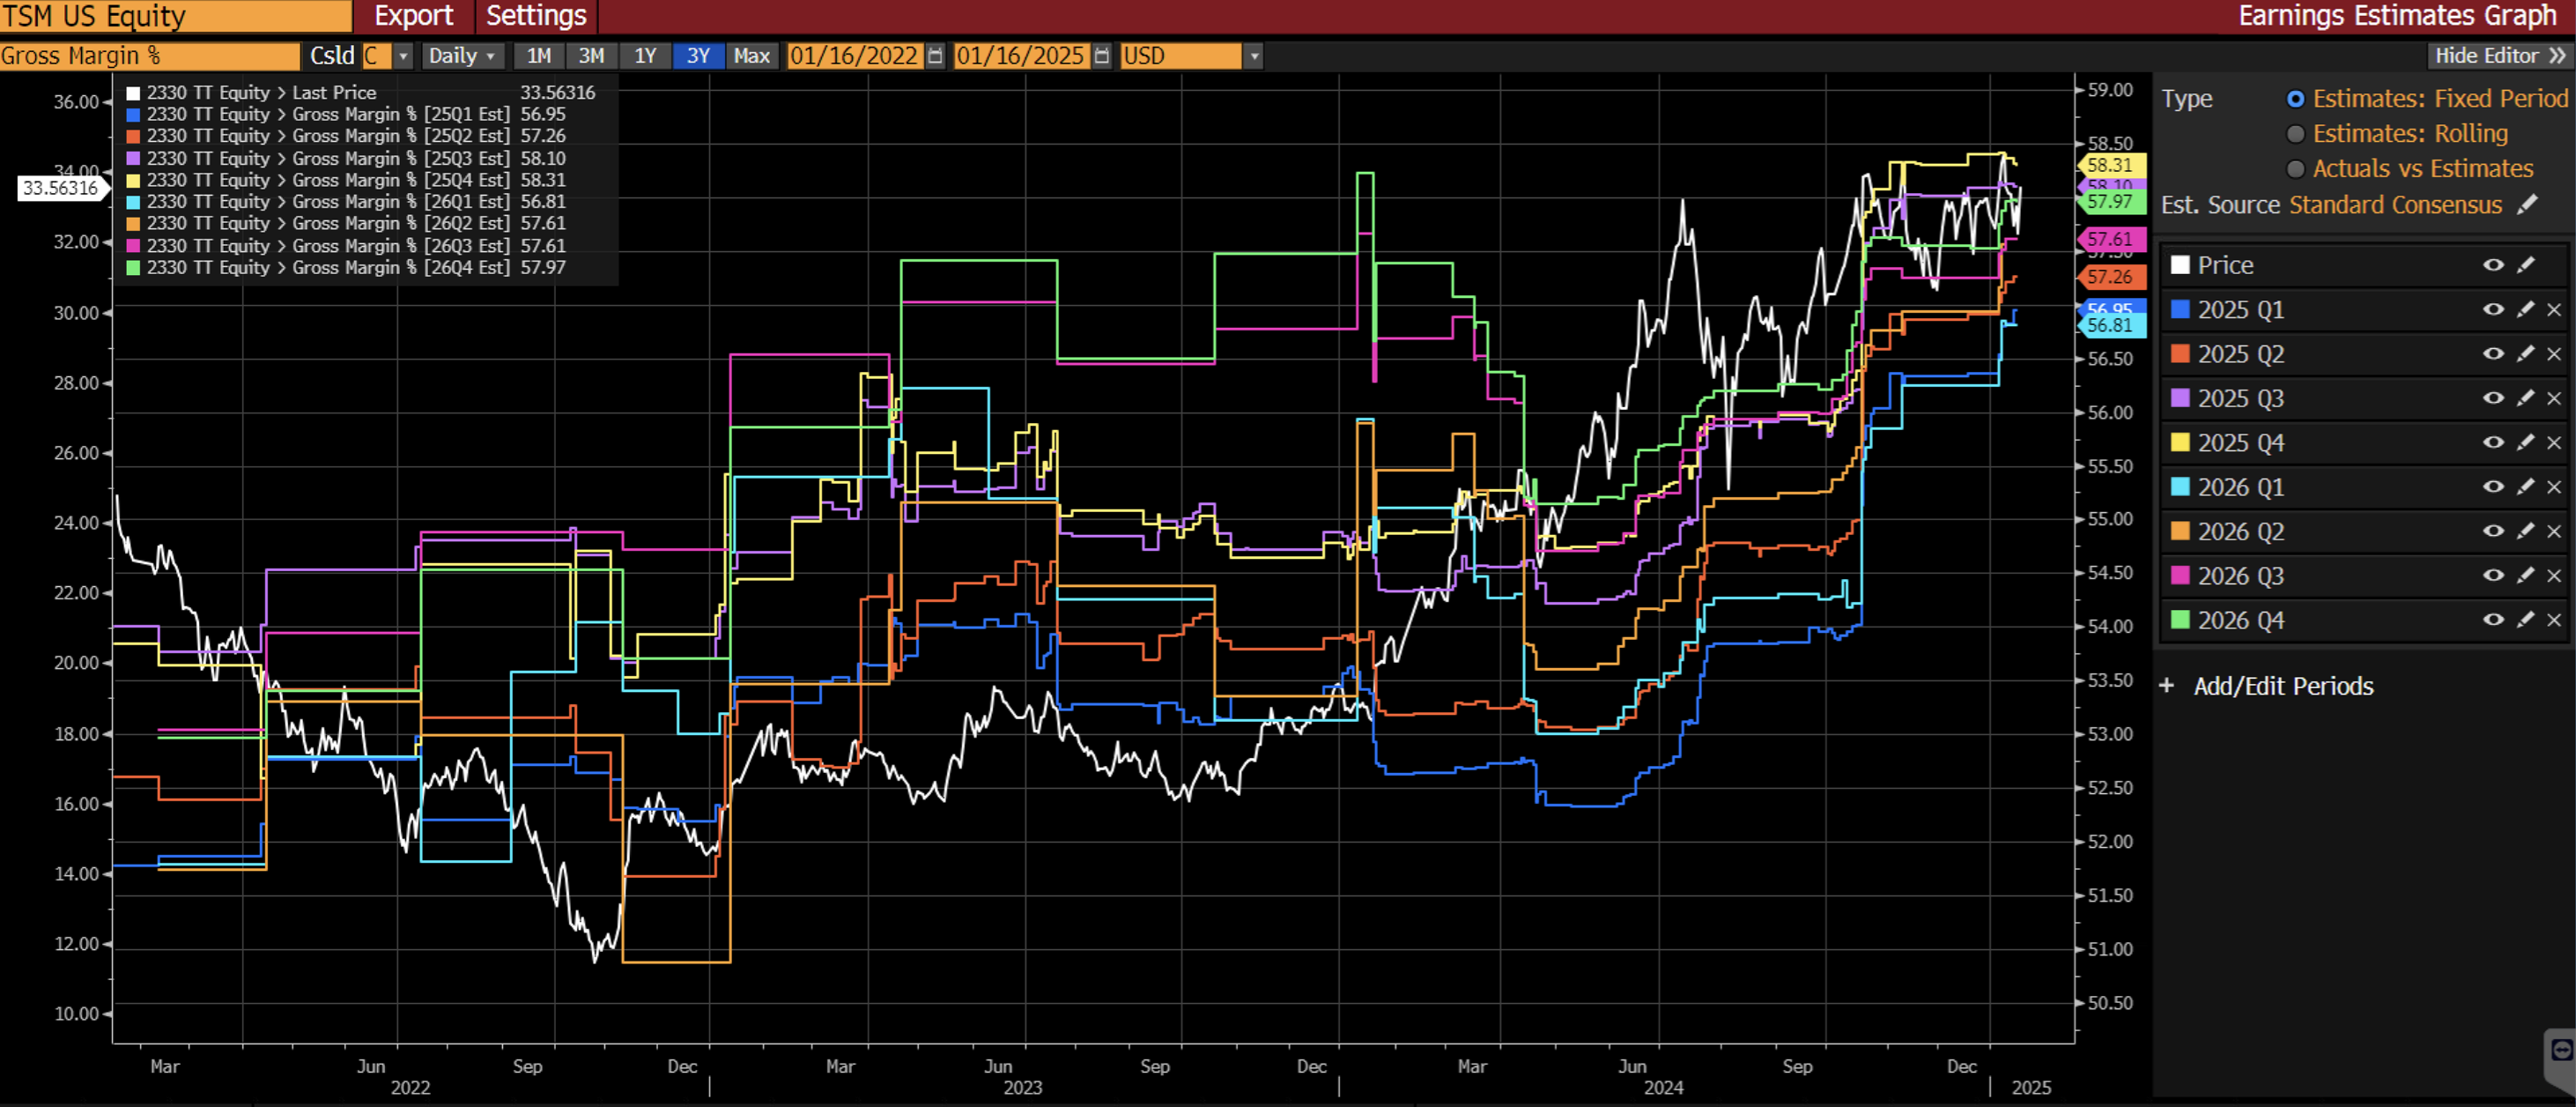 TSM US Equity Export Settings Earnings Estimates Graph
Gross Margin % Csld C Daily 1M 3M 1Y 3Y Max 01/16/2022 01/16/2025 USD Hide Editor
2330 TT Equity > Last Price 33.56316
2330 TT Equity > Gross Margin % [25Q1 Est] 56.95
2330 TT Equity > Gross Margin % [25Q2 Est] 57.26
2330 TT Equity > Gross Margin % [25Q3 Est] 58.10
2330 TT Equity > Gross Margin % [25Q4 Est] 58.31
2330 TT Equity > Gross Margin % [26Q1 Est] 56.81
2330 TT Equity > Gross Margin % [26Q2 Est] 57.61
2330 TT Equity > Gross Margin % [26Q3 Est] 57.61
2330 TT Equity > Gross Margin % [26Q4 Est] 57.97
36.00
34.00
33.56316
32.00
30.00
28.00
26.00
24.00
22.00
20.00
18.00
16.00
14.00
12.00
10.00
59.00
58.50
58.31
58.10
57.97
57.61
57.50
57.26
56.95
56.81
56.50
56.00
55.50
55.00
54.50
54.00
53.50
53.00
52.50
52.00
51.50
51.00
50.50
Mar Jun Sep Dec Mar Jun Sep Dec Mar Jun Sep Dec
2022 2023 2024 2025
Type Estimates: Fixed Period
Estimates: Rolling
Actuals vs Estimates
Est. Source Standard Consensus
Price
2025 Q1
2025 Q2
2025 Q3
2025 Q4
2026 Q1
2026 Q2
2026 Q3
2026 Q4
+ Add/Edit Periods